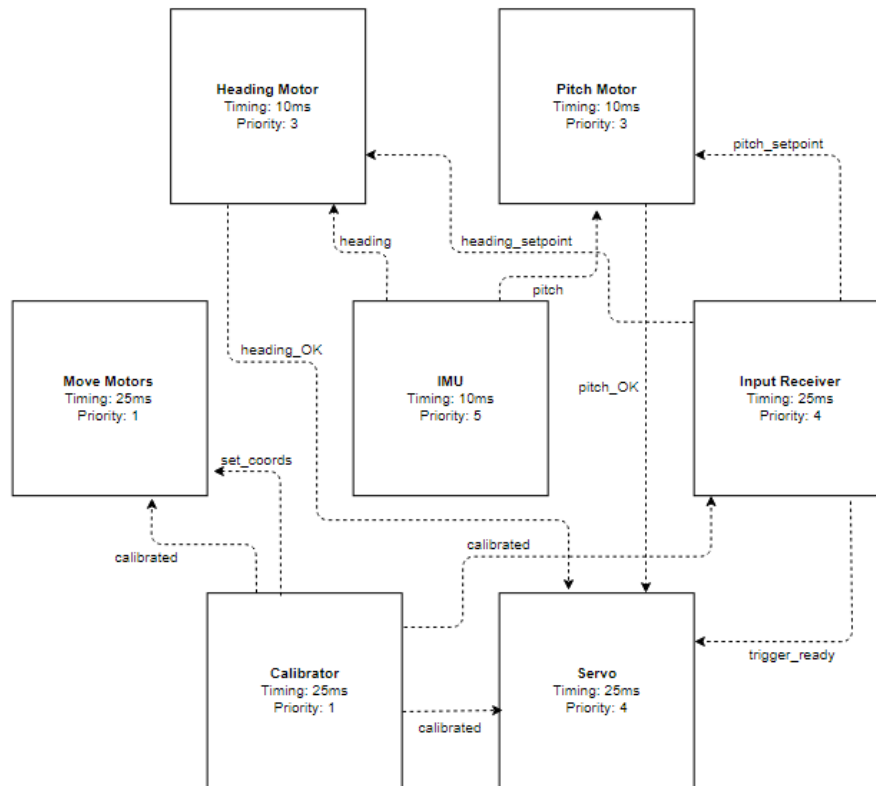 Heading Motor
Timing: 10ms
Priority: 3
Pitch Motor
Timing: 10ms
Priority: 3
pitch_setpoint
heading
heading_setpoint
pitch
heading_OK
pitch_OK
Move Motors
Timing: 25ms
Priority: 1
IMU
Timing: 10ms
Priority: 5
Input Receiver
Timing: 25ms
Priority: 4
set_coords
calibrated
calibrated
trigger_ready
Calibrator
Timing: 25ms
Priority: 1
calibrated
Servo
Timing: 25ms
Priority: 4